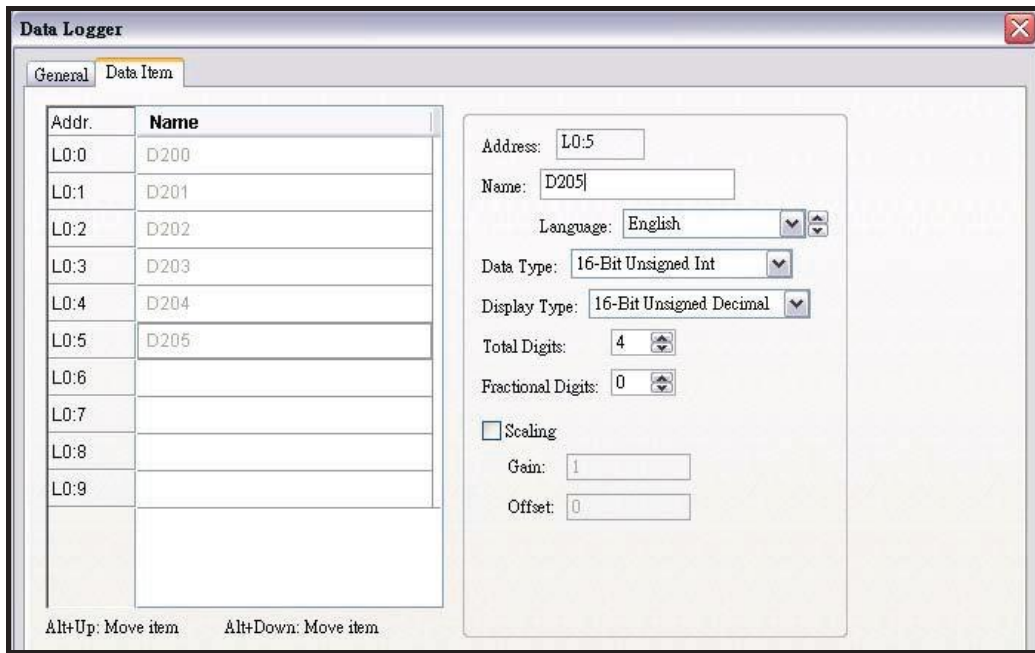 Data Logger
General Data Item
Addr. Name
L0:0 D200
L0:1 D201
L0:2 D202
L0:3 D203
L0:4 D204
L0:5 D205
L0:6
L0:7
L0:8
L0:9
Alt+Up: Move item Alt+Down: Move item
Address: L0:5
Name: D205
Language: English
Data Type: 16-Bit Unsigned Int
Display Type: 16-Bit Unsigned Decimal
Total Digits: 4
Fractional Digits: 0
Scaling
Gain: 1
Offset: 0